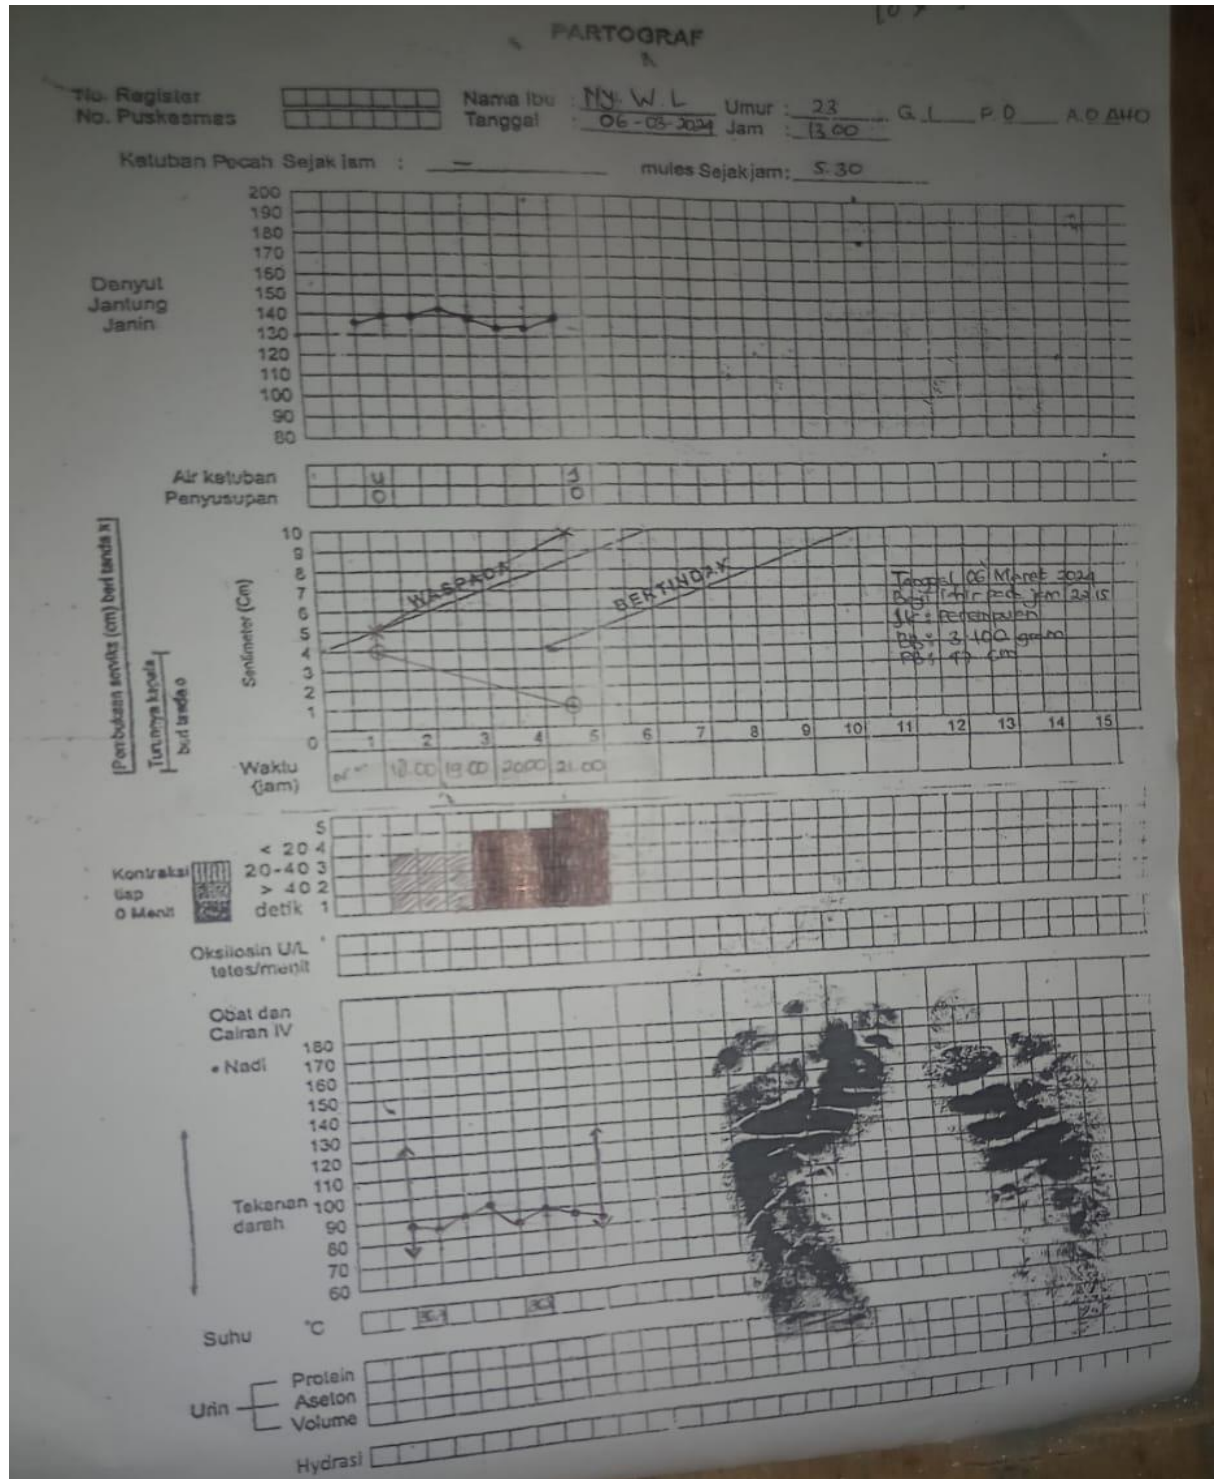 PARTOGRAF
No. Register Nama Ibu : Ny. W.L Umur : 23 G. I P. 0 A. 0 AHO
No. Puskesmas Tanggal : 06-03-2024 Jam : 13.00
Ketuban Pecah Sejak jam : - mules Sejak jam: 5.30
200
190
180
170
160
150
140
130
120
110
100
90
80
Denyut
Jantung
Janin
Air ketuban U U
Penyusupan 0 0
Pembukaan serviks (cm) beri tanda x
Turunnya kepala
beri tanda o
Sentimeter (Cm)
10
9
8
7
6
5
4
3
2
1
0
WASPADA
BERTINDAK
Tanggal 06 Maret 2024
Bayi lahir pada jam 22 15
JK : Perempuan
BB : 3.100 gram
PB : 47 cm
1 2 3 4 5 6 7 8 9 10 11 12 13 14 15
Waktu
(jam)
18.00 19.00 20.00 21.00
Kontraksi
tiap
0 Menit
5
< 20 4
20-40 3
> 40 2
detik 1
Oksitosin U/L
tetes/menit
Obat dan
Cairan IV
• Nadi
Tekanan
darah
180
170
160
150
140
130
120
110
100
90
80
70
60
Suhu °C
Urin
Protein
Aseton
Volume
Hydrasi